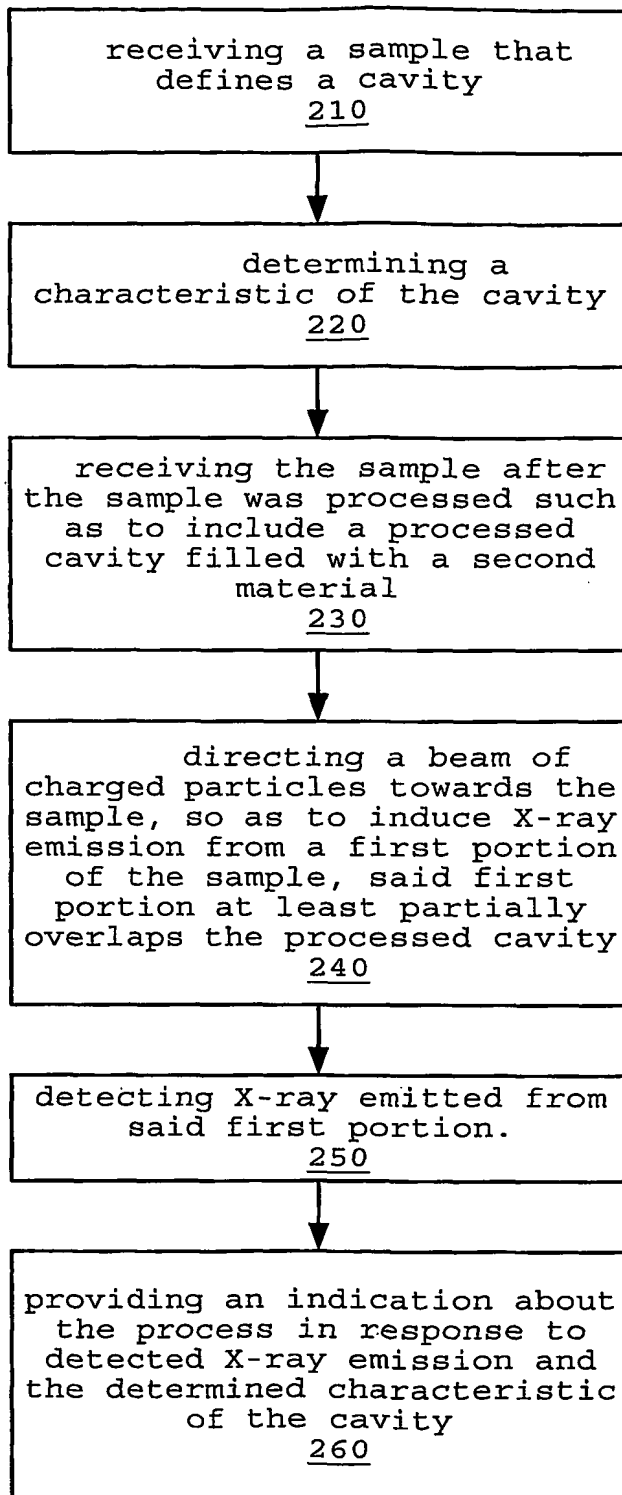 receiving a sample that
defines a cavity
210
determining a
characteristic of the cavity
220
receiving the sample after
the sample was processed such
as to include a processed
cavity filled with a second
material
230
directing a beam of
charged particles towards the
sample, so as to induce X-ray
emission from a first portion
of the sample, said first
portion at least partially
overlaps the processed cavity
240
detecting X-ray emitted from
said first portion.
250
providing an indication about
the process in response to
detected X-ray emission and
the determined characteristic
of the cavity
260